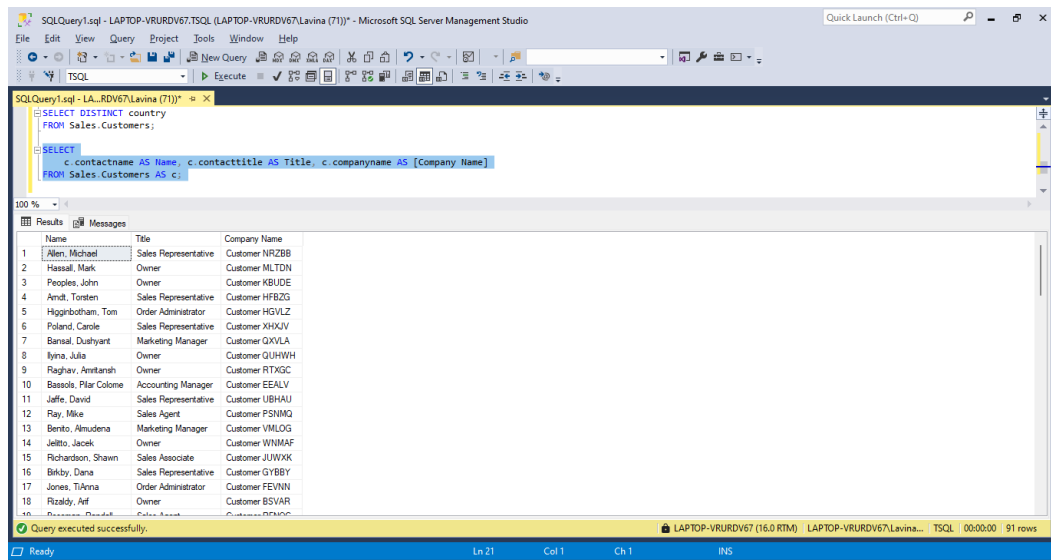 SQLQuery1.sql - LAPTOP-VRURDV67.TSQL (LAPTOP-VRURDV67\Lavina (71))* - Microsoft SQL Server Management Studio
Quick Launch (Ctrl+Q)
File Edit View Query Project Tools Window Help
New Query
TSQL Execute
SQLQuery1.sql - LA...RDV67\Lavina (71))*
SELECT DISTINCT country
FROM Sales.Customers;
SELECT
c.contactname AS Name, c.contacttitle AS Title, c.companyname AS [Company Name]
FROM Sales.Customers AS c;
100 %
Results Messages
Name Title Company Name
1 Allen, Michael Sales Representative Customer NRZBB
2 Hassall, Mark Owner Customer MLTDN
3 Peoples, John Owner Customer KBUDE
4 Arndt, Torsten Sales Representative Customer HFBZG
5 Higginbotham, Tom Order Administrator Customer HGVLZ
6 Poland, Carole Sales Representative Customer XHXJV
7 Bansal, Dushyant Marketing Manager Customer QXVLA
8 Ilyina, Julia Owner Customer QUHWH
9 Raghav, Amritansh Owner Customer RTXGC
10 Bassols, Pilar Colome Accounting Manager Customer EEALV
11 Jaffe, David Sales Representative Customer UBHAU
12 Ray, Mike Sales Agent Customer PSNMQ
13 Benito, Almudena Marketing Manager Customer VMLOG
14 Jelitto, Jacek Owner Customer WNMAF
15 Richardson, Shawn Sales Associate Customer JUWXK
16 Birkby, Dana Sales Representative Customer GYBBY
17 Jones, TiAnna Order Administrator Customer FEVNN
18 Rizaldy, Arif Owner Customer BSVAR
Query executed successfully.
LAPTOP-VRURDV67 (16.0 RTM) LAPTOP-VRURDV67\Lavina... TSQL 00:00:00 91 rows
Ready Ln 21 Col 1 Ch 1 INS